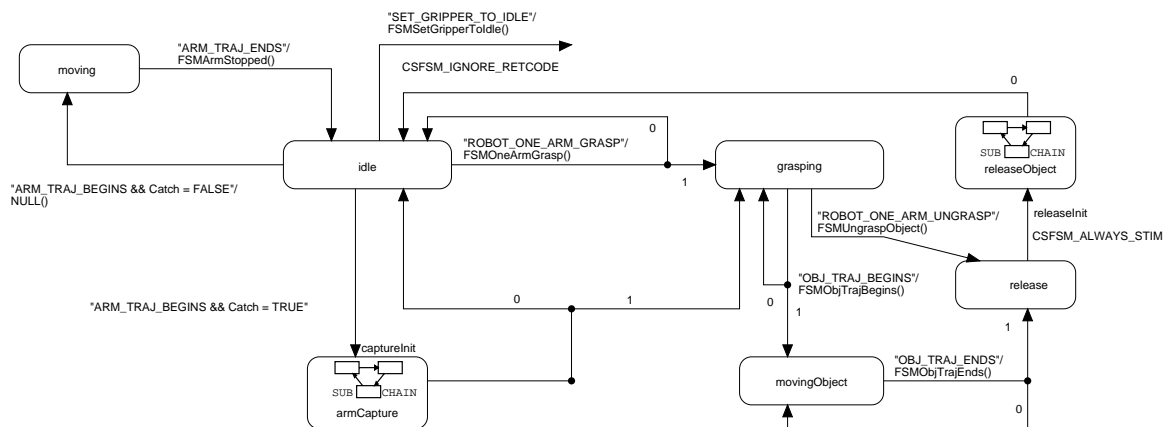 "SET_GRIPPER_TO_IDLE"/
FSMSetGripperToIdle()
"ARM_TRAJ_ENDS"/
FSMArmStopped()
moving
CSFSM_IGNORE_RETCODE
0
0
"ROBOT_ONE_ARM_GRASP"/
FSMOneArmGrasp()
idle
grasping
SUB CHAIN
releaseObject
1
"ARM_TRAJ_BEGINS && Catch = FALSE"/
NULL()
"ROBOT_ONE_ARM_UNGRASP"/
FSMUngraspObject()
releaseInit
CSFSM_ALWAYS_STIM
"OBJ_TRAJ_BEGINS"/
FSMObjTrajBegins()
release
"ARM_TRAJ_BEGINS && Catch = TRUE"
0
1
0
1
1
captureInit
"OBJ_TRAJ_ENDS"/
FSMObjTrajEnds()
movingObject
SUB CHAIN
armCapture
0